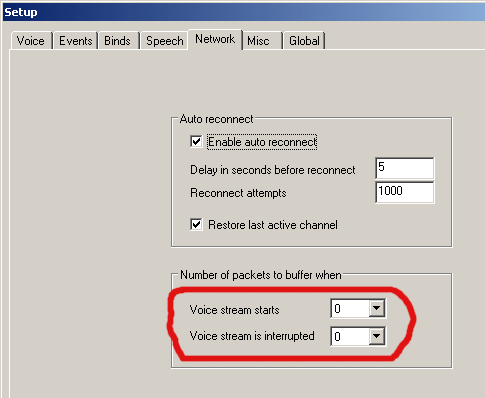 Setup
Voice Events Binds Speech Network Misc Global
Auto reconnect
Enable auto reconnect
Delay in seconds before reconnect 5
Reconnect attempts 1000
Restore last active channel
Number of packets to buffer when
Voice stream starts 0
Voice stream is interrupted 0